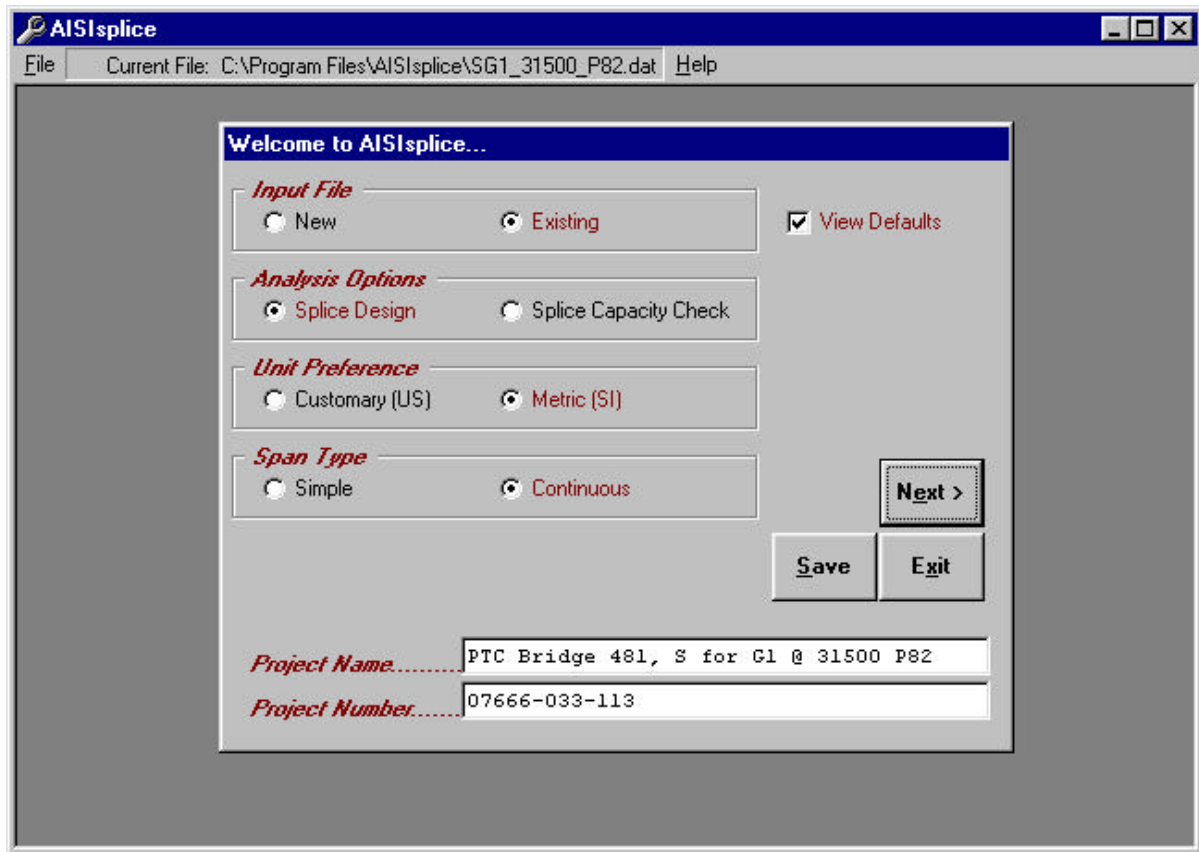 AISIsplice
File Current File: C:\Program Files\AISIsplice\SG1_31500_P82.dat Help
Welcome to AISIsplice...
Input File
New Existing View Defaults
Analysis Options
Splice Design Splice Capacity Check
Unit Preference
Customary (US) Metric (SI)
Span Type
Simple Continuous
Next >
Save Exit
Project Name........ PTC Bridge 481, S for G1 @ 31500 P82
Project Number...... 07666-033-113